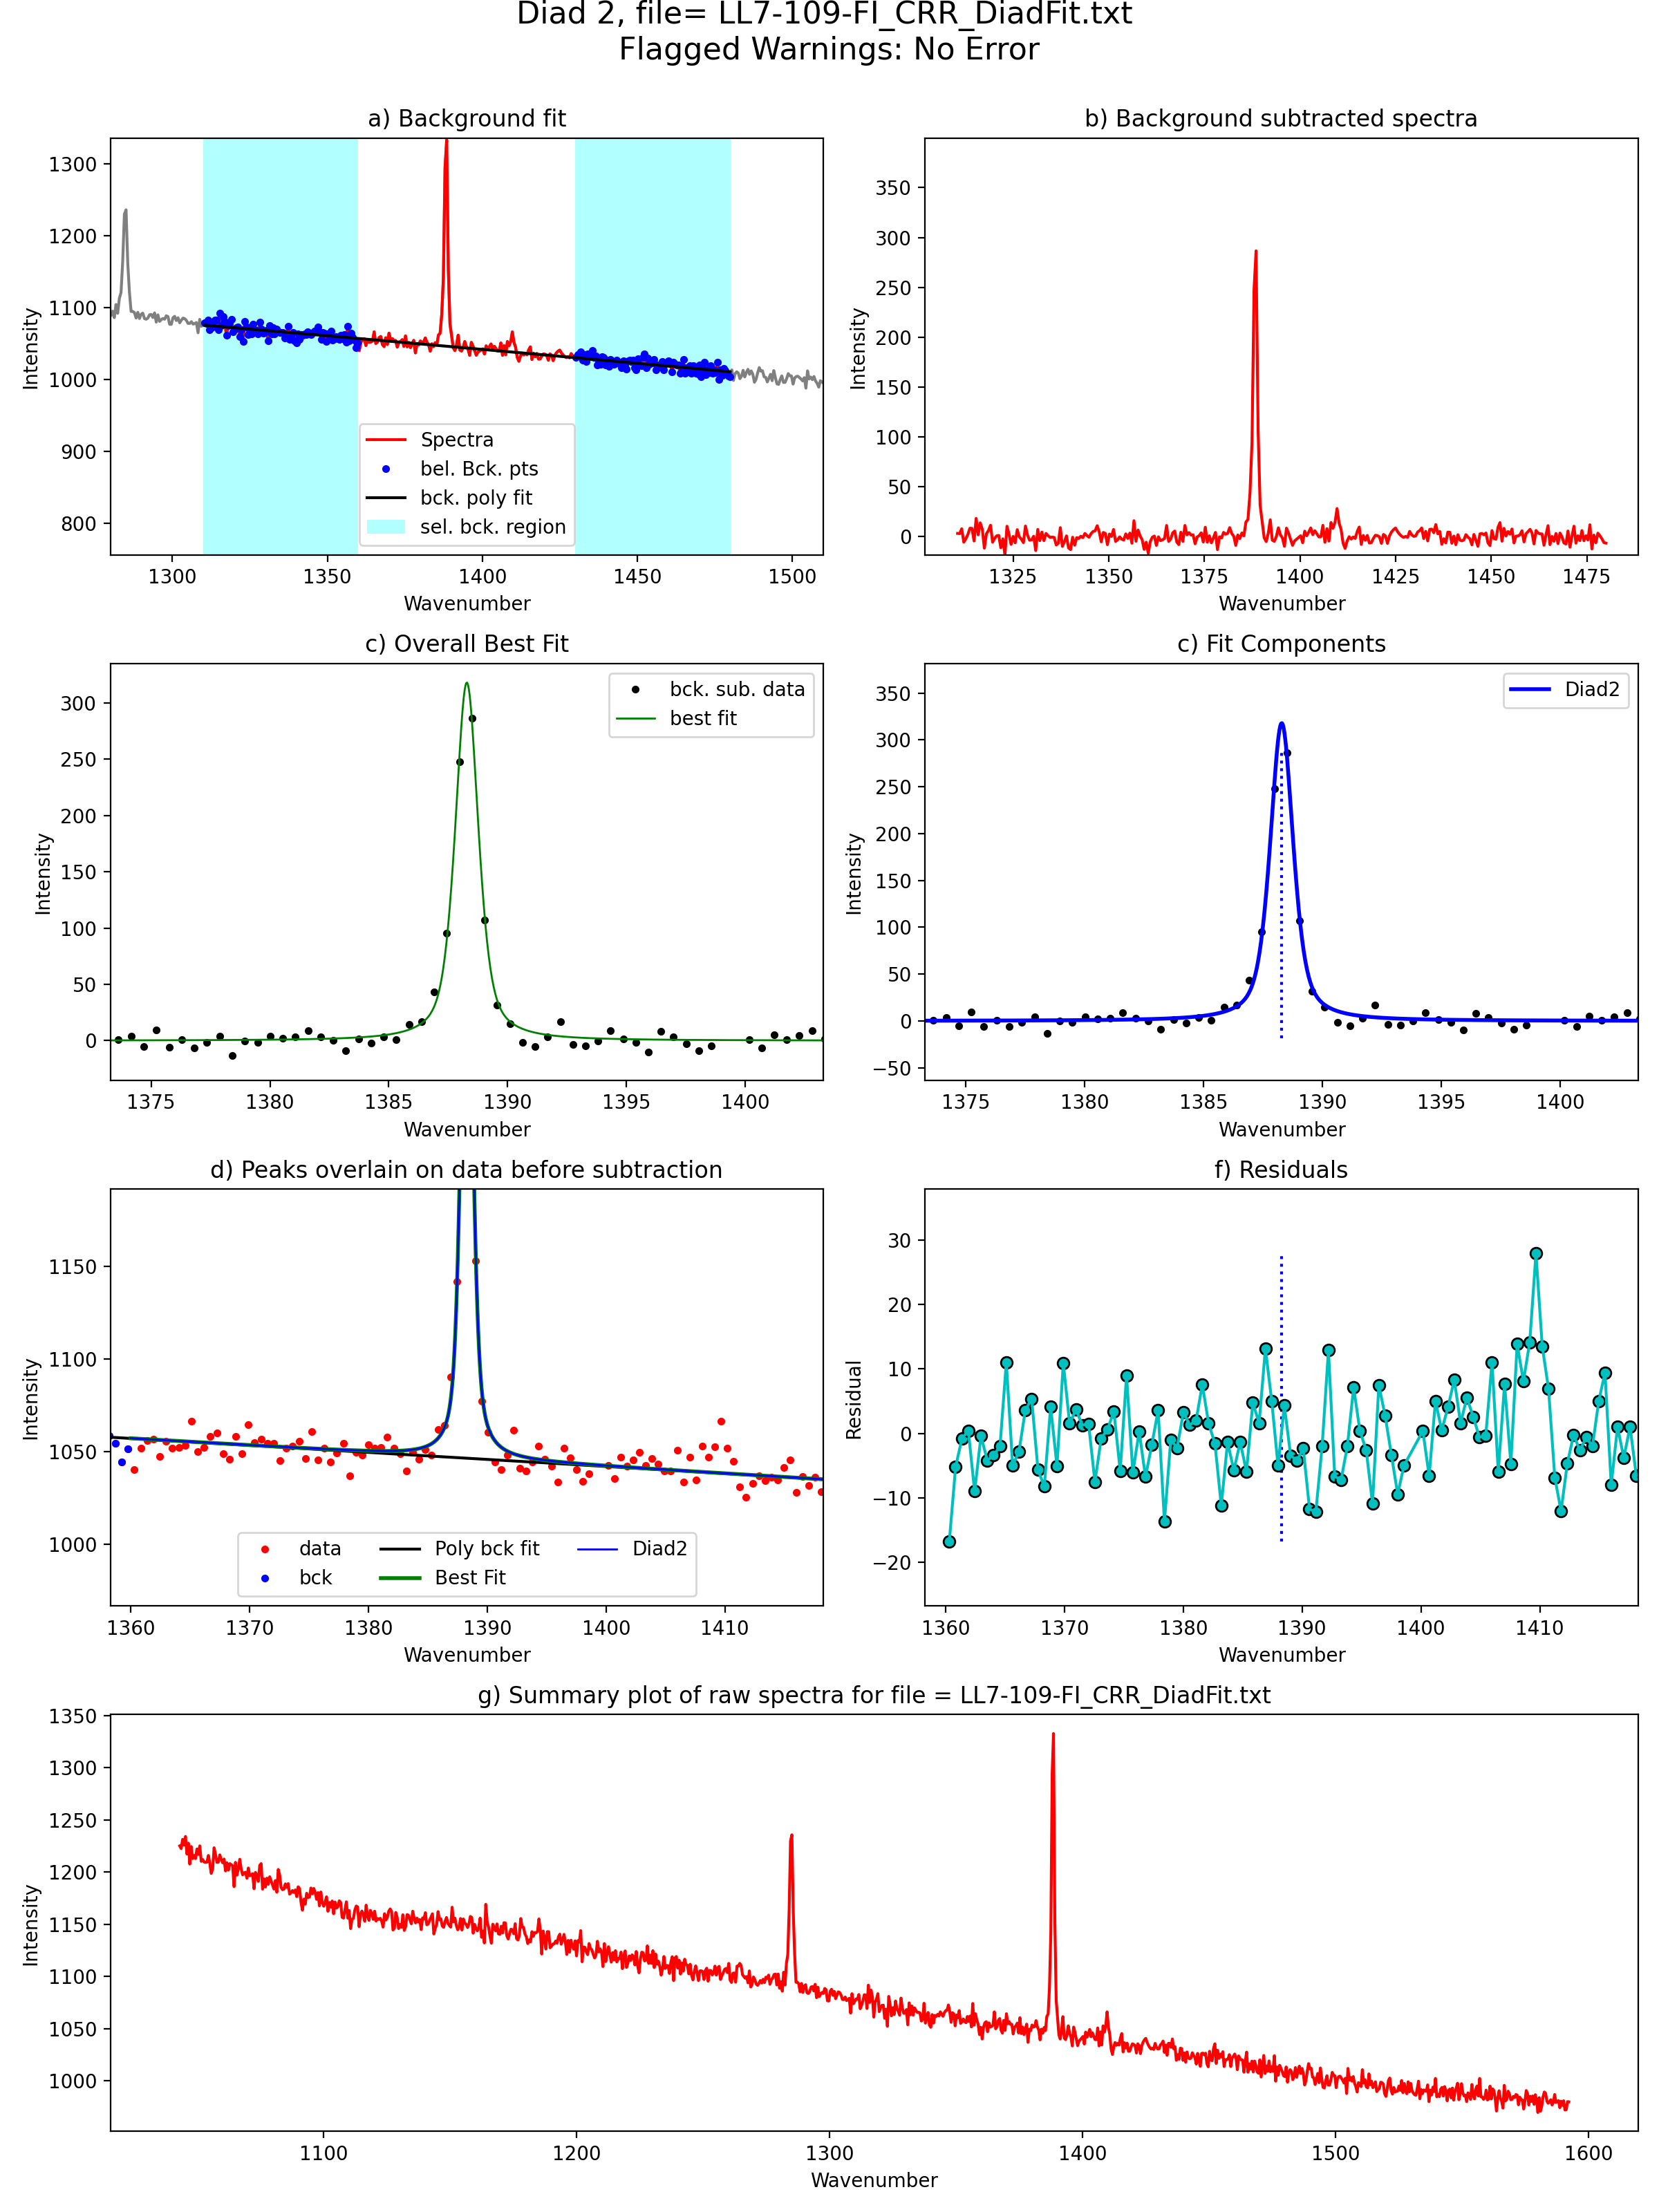 Diad 2, file= LL7-109-FI_CRR_DiadFit.txt
Flagged Warnings: No Error
a) Background fit
1300
1200
1100
1000
900
800
Intensity
Spectra
bel. Bck. pts
bck. poly fit
sel. bck. region
1300 1350 1400 1450 1500
Wavenumber
b) Background subtracted spectra
350
300
250
200
150
100
50
0
Intensity
1325 1350 1375 1400 1425 1450 1475
Wavenumber
c) Overall Best Fit
300
250
200
150
100
50
0
Intensity
bck. sub. data
best fit
1375 1380 1385 1390 1395 1400
Wavenumber
c) Fit Components
350
300
250
200
150
100
50
0
−50
Intensity
Diad2
1375 1380 1385 1390 1395 1400
Wavenumber
d) Peaks overlain on data before subtraction
1150
1100
1050
1000
Intensity
data Poly bck fit Diad2
bck Best Fit
1360 1370 1380 1390 1400 1410
Wavenumber
f) Residuals
30
20
10
0
−10
−20
Residual
1360 1370 1380 1390 1400 1410
Wavenumber
g) Summary plot of raw spectra for file = LL7-109-FI_CRR_DiadFit.txt
1350
1300
1250
1200
1150
1100
1050
1000
Intensity
1100 1200 1300 1400 1500 1600
Wavenumber